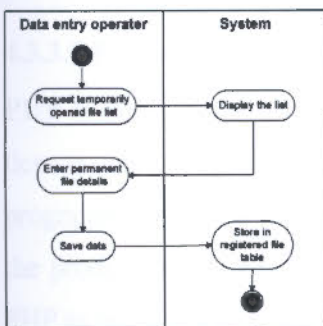 Data entry operater
System
Request temporarily
opened file list
Display the list
Enter permanent
file details
Save data
Store in
registered file
table